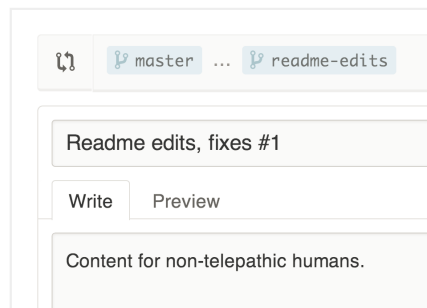 master ... readme-edits
Readme edits, fixes #1
Write Preview
Content for non-telepathic humans.